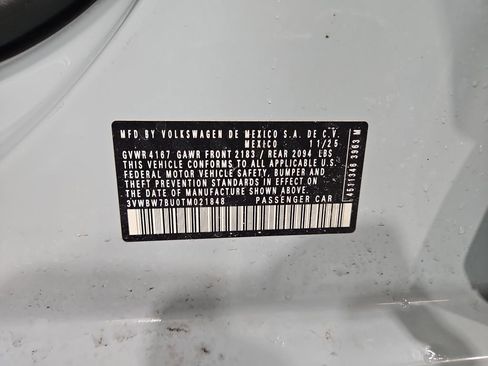 MFD BY VOLKSWAGEN DE MEXICO S.A. DE C.V.
MEXICO 11/25
GVWR 4167 GAWR FRONT 2183 / REAR 2094 LBS
THIS VEHICLE CONFORMS TO ALL APPLICABLE
FEDERAL MOTOR VEHICLE SAFETY, BUMPER AND
THEFT PREVENTION STANDARDS IN EFFECT ON
THE DATE OF MANUFACTURE SHOWN ABOVE.
3VWBW7BU0TM021848 PASSENGER CAR
4611346 3963 M